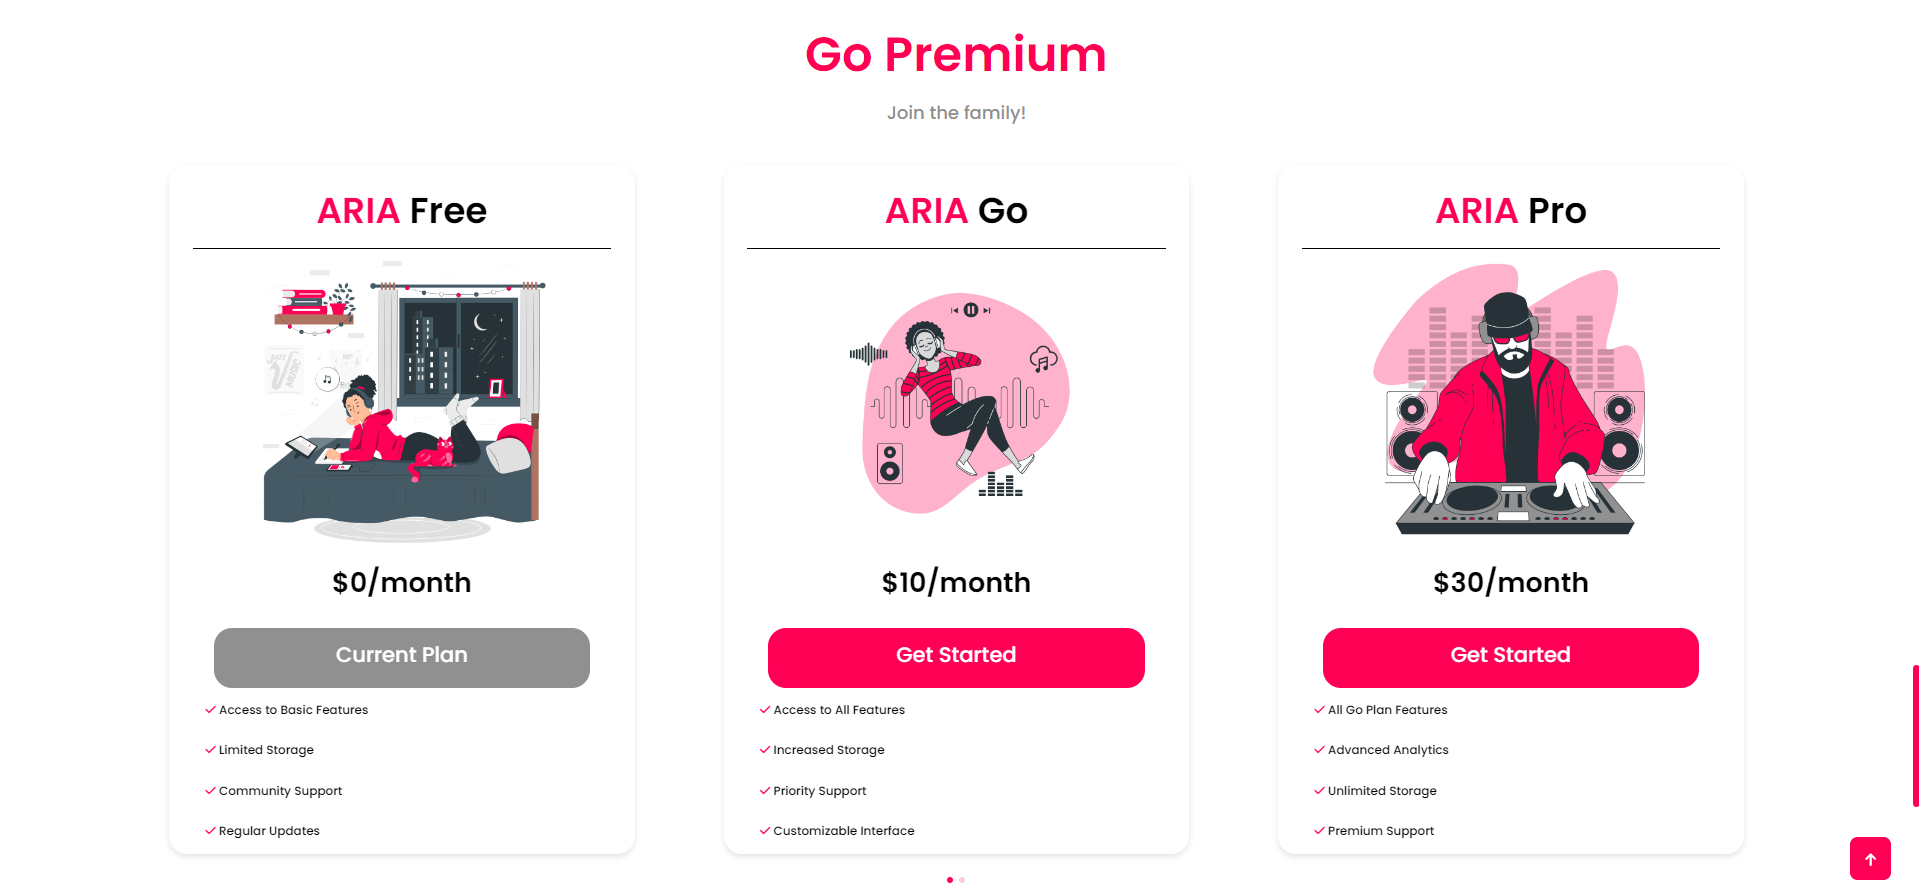 Go Premium
Join the family!
ARIA Free
$0/month
Current Plan
Access to Basic Features
Limited Storage
Community Support
Regular Updates
ARIA Go
$10/month
Get Started
Access to All Features
Increased Storage
Priority Support
Customizable Interface
ARIA Pro
$30/month
Get Started
All Go Plan Features
Advanced Analytics
Unlimited Storage
Premium Support
JAZZ
MUSIC